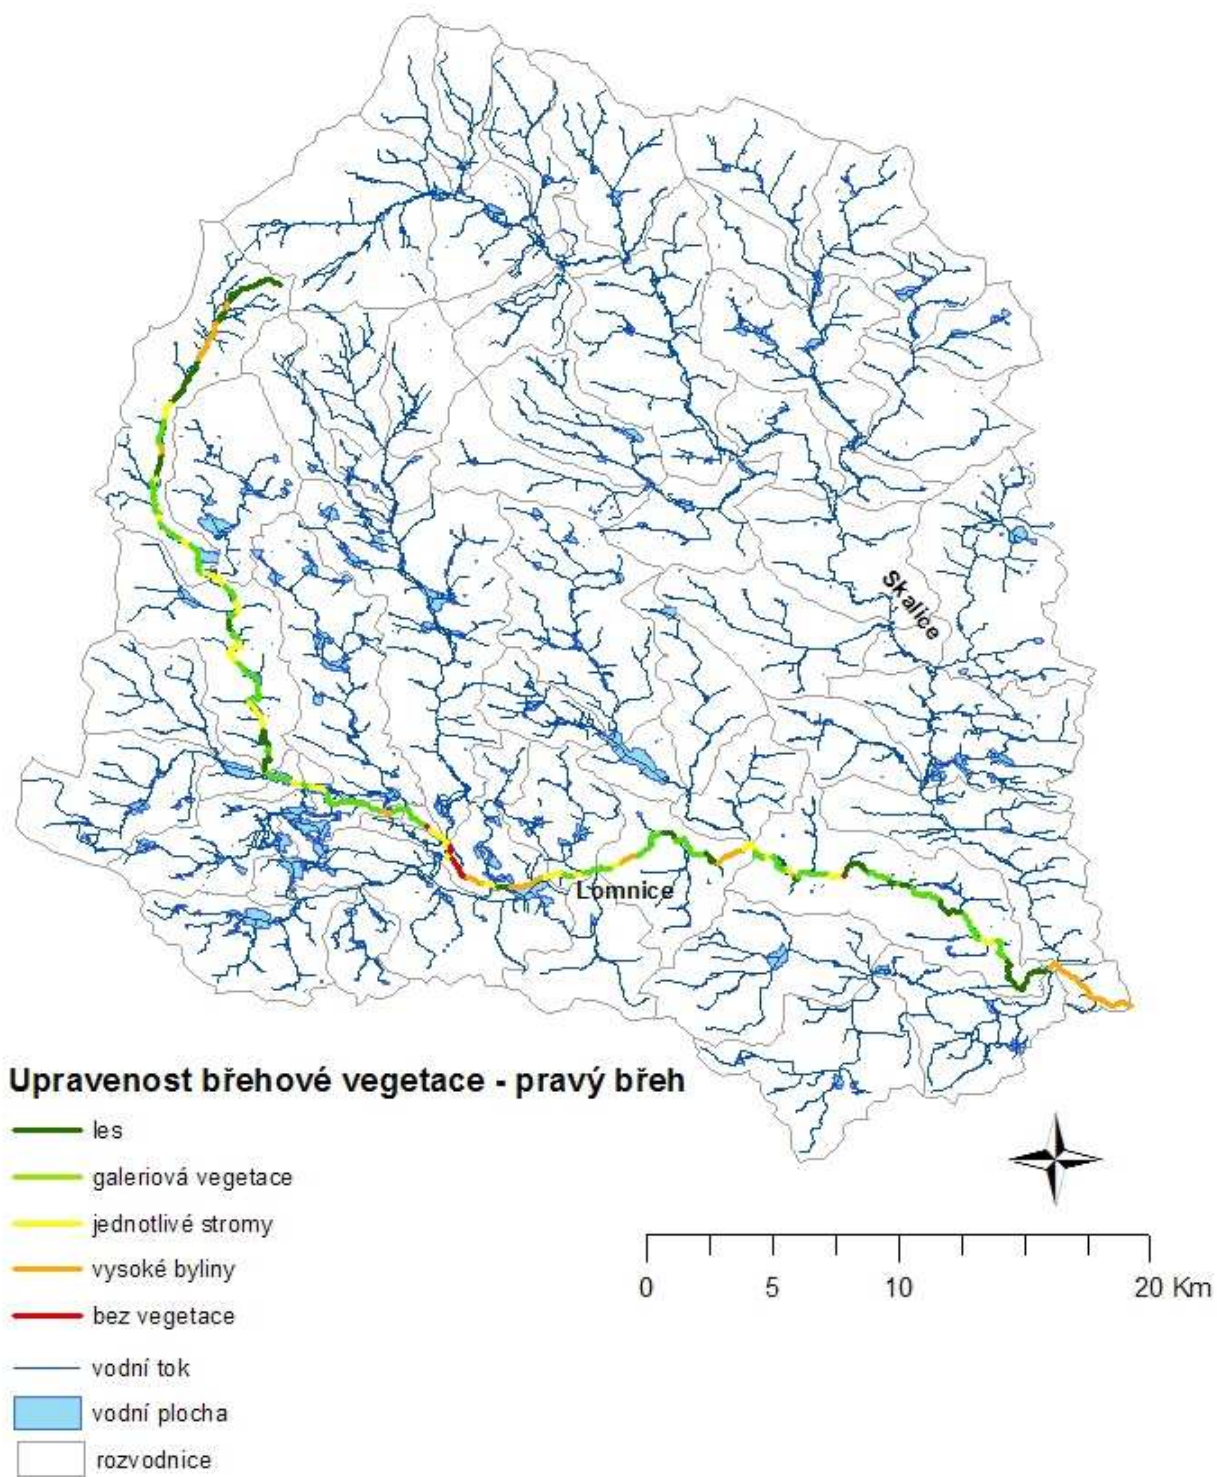 Skalice
Lomnice
Upravenost břehové vegetace - pravý břeh
les
galeriová vegetace
jednotlivé stromy
vysoké byliny
bez vegetace
vodní tok
vodní plocha
rozvodnice
0 5 10 20 Km